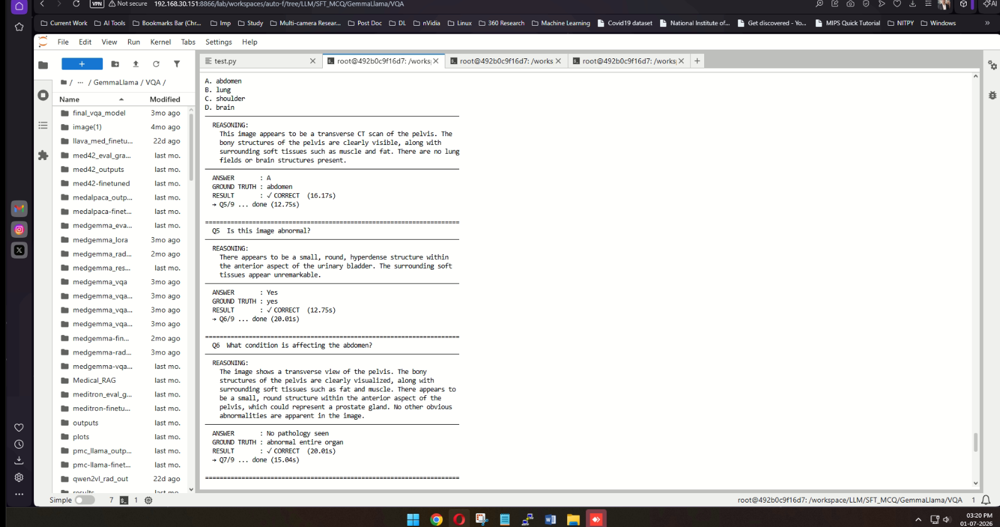 VPN
Not secure
192.168.30.151:8866/lab/workspaces/auto-f/tree/LLM/SFT_MCQ/GemmaLlama/VQA
AI
Current Work
AI Tools
Bookmarks Bar (Chr...
Imp
Study
Multi-camera Resear...
Post Doc
DL
nVidia
Linux
360 Research
Machine Learning
Covid19 dataset
National Institute of...
Get discovered - Yo...
MIPS Quick Tutorial
NITPY
Windows
»
File Edit View Run Kernel Tabs Settings Help
test.py
root@492b0c9f16d7: /works
root@492b0c9f16d7: /works
root@492b0c9f16d7: /works
/ ··· / GemmaLlama / VQA /
Name Modified
final_vqa_model 3mo ago
image(1) 4mo ago
llava_med_finetu... 22d ago
med42_eval_gra... last mo.
med42_outputs last mo.
med42-finetuned last mo.
medalpaca_outp... last mo.
medalpaca-finet... last mo.
medgemma_eva... last mo.
medgemma_lora 3mo ago
medgemma_rad... 2mo ago
medgemma_res... last mo.
medgemma_vqa 3mo ago
medgemma_vqa... 3mo ago
medgemma_vqa... 3mo ago
medgemma_vqa... 3mo ago
medgemma-fin... 2mo ago
medgemma-rad... 3mo ago
medgemma-vqa... last mo.
Medical_RAG last mo.
meditron_eval_g... last mo.
meditron-finetu... last mo.
outputs last mo.
plots last mo.
pmc_llama_outp... last mo.
pmc-llama-finet... last mo.
qwen2vl_rad_out 22d ago
results last mo.
A. abdomen
B. lung
C. shoulder
D. brain
REASONING:
This image appears to be a transverse CT scan of the pelvis. The
bony structures of the pelvis are clearly visible, along with
surrounding soft tissues such as muscle and fat. There are no lung
fields or brain structures present.
ANSWER : A
GROUND TRUTH : abdomen
RESULT : ✓ CORRECT (16.17s)
→ Q5/9 ... done (12.75s)
======================================================================
Q5 Is this image abnormal?
REASONING:
There appears to be a small, round, hyperdense structure within
the anterior aspect of the urinary bladder. The surrounding soft
tissues appear unremarkable.
ANSWER : Yes
GROUND TRUTH : yes
RESULT : ✓ CORRECT (12.75s)
→ Q6/9 ... done (20.01s)
======================================================================
Q6 What condition is affecting the abdomen?
REASONING:
The image shows a transverse view of the pelvis. The bony
structures of the pelvis are clearly visualized, along with
surrounding soft tissues such as fat and muscle. There appears to
be a small, round structure within the anterior aspect of the
pelvis, which could represent a prostate gland. No other obvious
abnormalities are apparent in the image.
ANSWER : No pathology seen
GROUND TRUTH : abnormal entire organ
RESULT : ✓ CORRECT (20.01s)
→ Q7/9 ... done (15.04s)
======================================================================
Simple 7 1
root@492b0c9f16d7: /workspace/LLM/SFT_MCQ/GemmaLlama/VQA 1
03:20 PM
01-07-2026